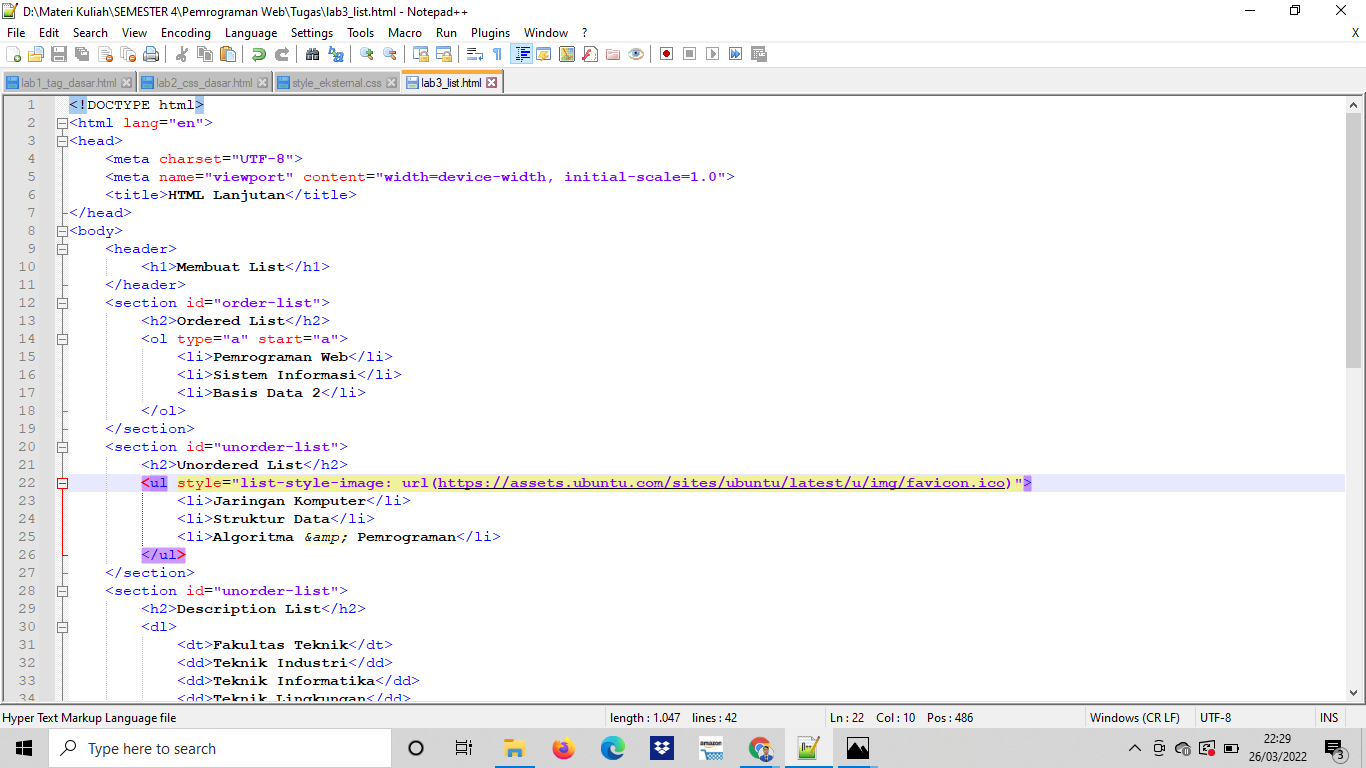 D:\Materi Kuliah\SEMESTER 4\Pemrograman Web\Tugas\lab3_list.html - Notepad++
File Edit Search View Encoding Language Settings Tools Macro Run Plugins Window ? X
lab1_tag_dasar.html lab2_css_dasar.html style_eksternal.css lab3_list.html
1 <!DOCTYPE html>
2 <html lang="en">
3 <head>
4 <meta charset="UTF-8">
5 <meta name="viewport" content="width=device-width, initial-scale=1.0">
6 <title>HTML Lanjutan</title>
7 </head>
8 <body>
9 <header>
10 <h1>Membuat List</h1>
11 </header>
12 <section id="order-list">
13 <h2>Ordered List</h2>
14 <ol type="a" start="a">
15 <li>Pemrograman Web</li>
16 <li>Sistem Informasi</li>
17 <li>Basis Data 2</li>
18 </ol>
19 </section>
20 <section id="unorder-list">
21 <h2>Unordered List</h2>
22 <ul style="list-style-image: url(https://assets.ubuntu.com/sites/ubuntu/latest/u/img/favicon.ico)">
23 <li>Jaringan Komputer</li>
24 <li>Struktur Data</li>
25 <li>Algoritma &amp; Pemrograman</li>
26 </ul>
27 </section>
28 <section id="unorder-list">
29 <h2>Description List</h2>
30 <dl>
31 <dt>Fakultas Teknik</dt>
32 <dd>Teknik Industri</dd>
33 <dd>Teknik Informatika</dd>
34 <dd>Teknik Lingkungan</dd>
Hyper Text Markup Language file length : 1.047 lines : 42 Ln : 22 Col : 10 Pos : 486 Windows (CR LF) UTF-8 INS
Type here to search
amazon
22:29
26/03/2022
3